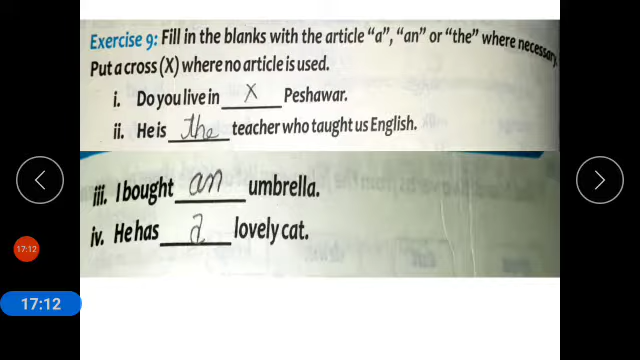 Exercise 9: Fill in the blanks with the article "a", "an" or "the" where necessary.
Put a cross (X) where no article is used.
i. Do you live in X Peshawar.
ii. He is the teacher who taught us English.
iii. I bought an umbrella.
iv. He has a lovely cat.
17:12
17:12